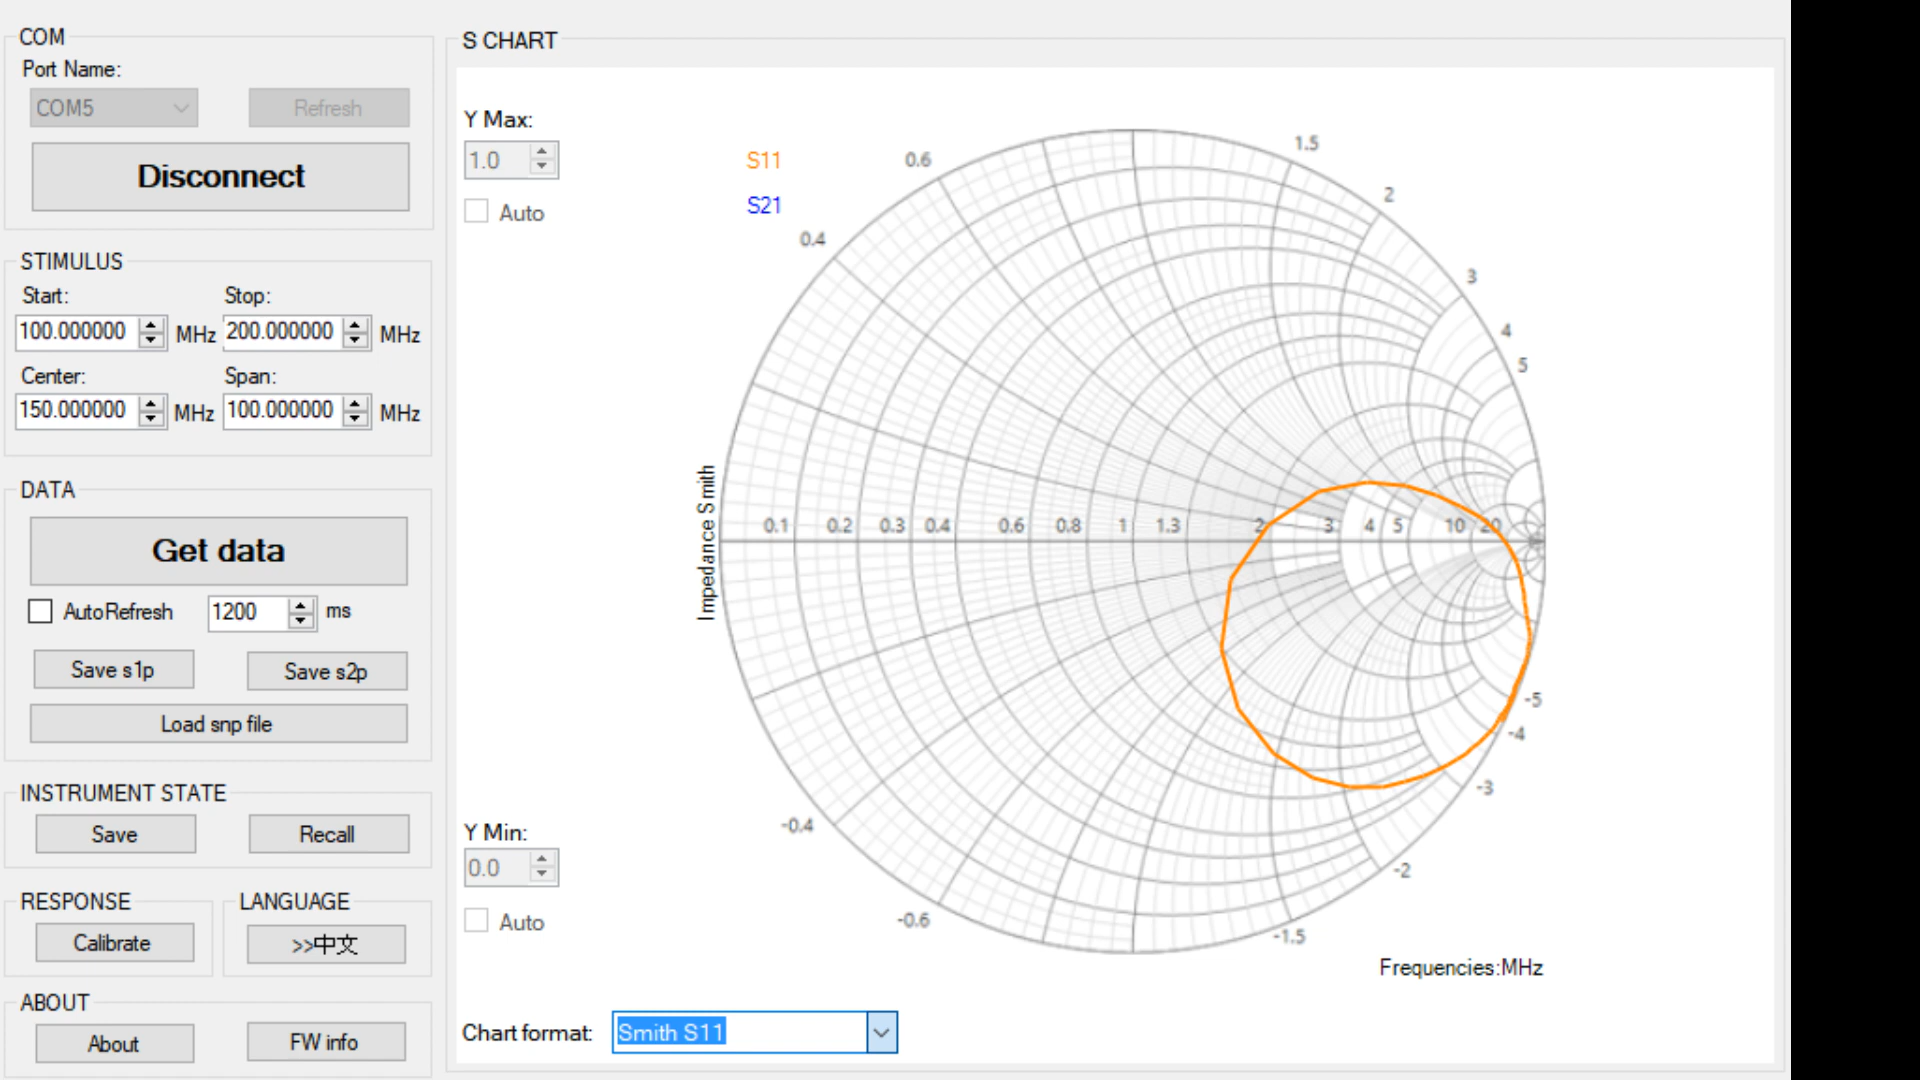 COM
Port Name:
COM5
Refresh
Disconnect
STIMULUS
Start:
Stop:
100.000000 MHz 200.000000 MHz
Center:
Span:
150.000000 MHz 100.000000 MHz
DATA
Get data
AutoRefresh 1200 ms
Save s1p
Save s2p
Load snp file
INSTRUMENT STATE
Save
Recall
RESPONSE
LANGUAGE
Calibrate
>>中文
ABOUT
About
FW info
S CHART
Y Max:
1.0
Auto
S11
S21
0.6
1.5
0.4
2
3
4
5
Impedance Smith
0.1 0.2 0.3 0.4 0.6 0.8 1 1.3 2 3 4 5 10 20
-5
-4
-3
-0.4
-2
-0.6
-1.5
Y Min:
0.0
Auto
Frequencies:MHz
Chart format:
Smith S11